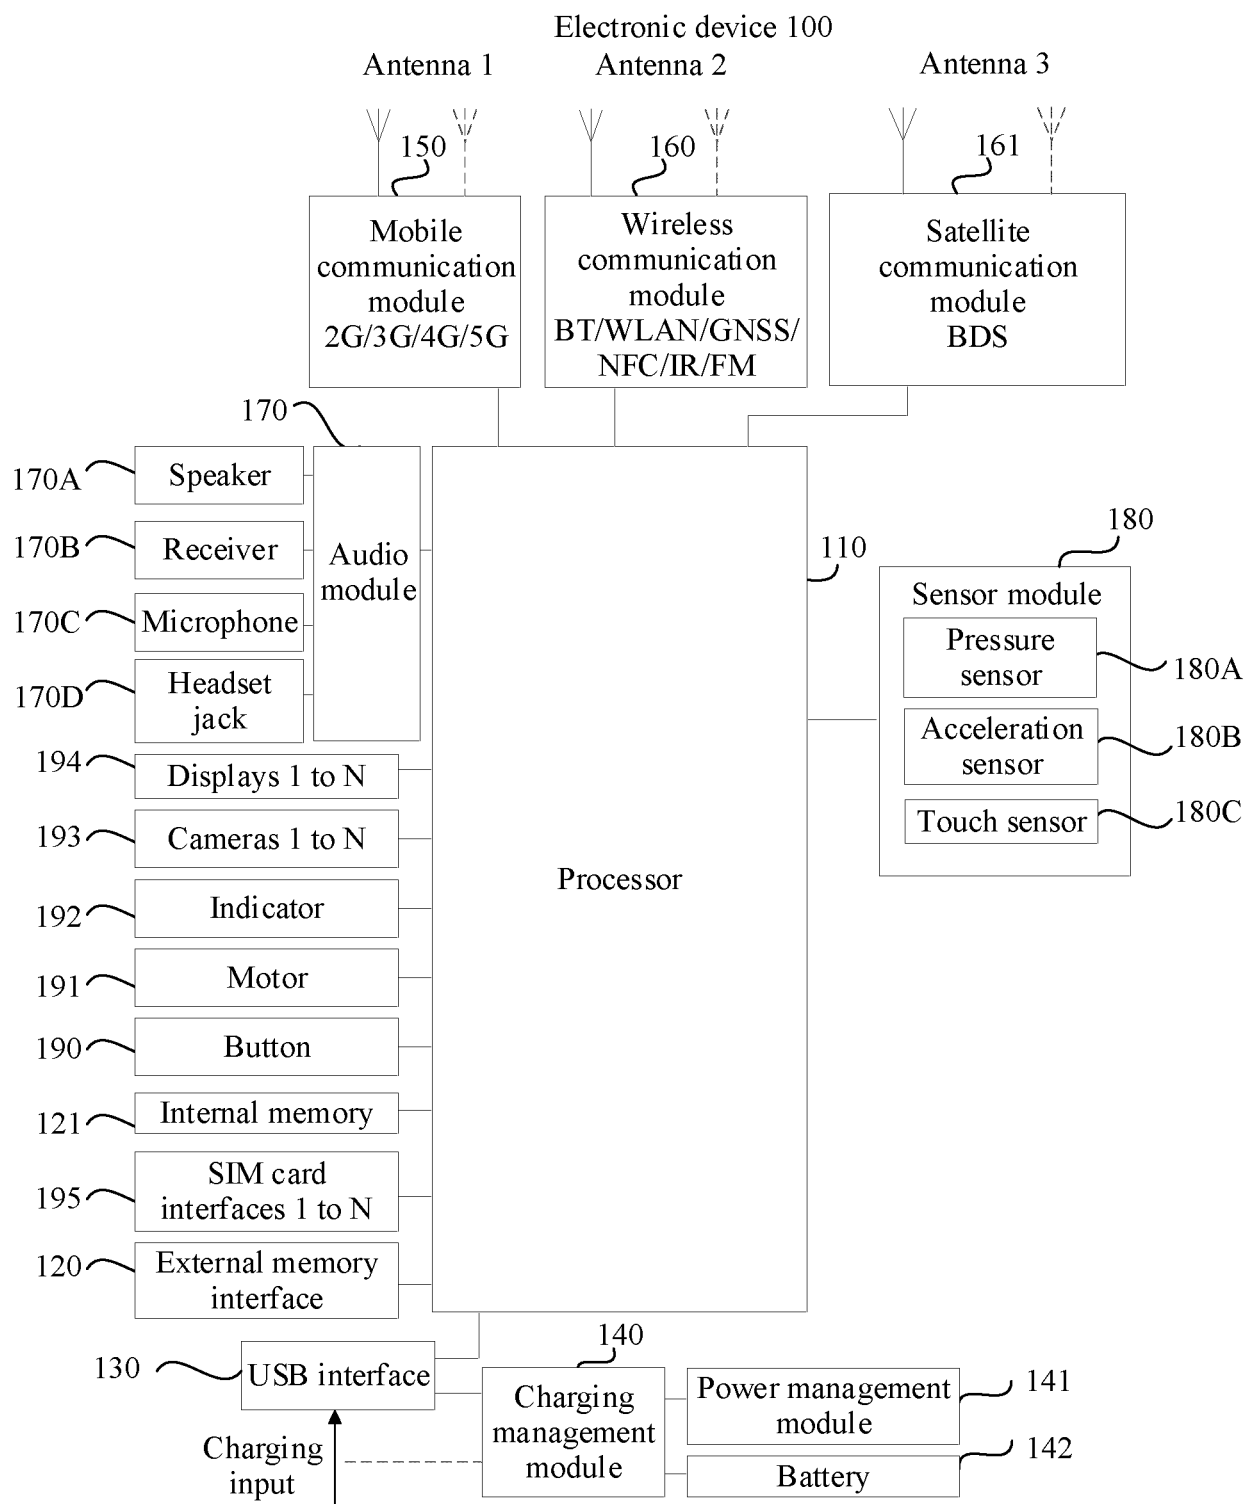 Electronic device 100
Antenna 1
Antenna 2
Antenna 3
150
160
161
Mobile
communication
module
2G/3G/4G/5G
Wireless
communication
module
BT/WLAN/GNSS/
NFC/IR/FM
Satellite
communication
module
BDS
170
170A
Speaker
170B
Receiver
170C
Microphone
170D
Headset
jack
Audio
module
110
180
Sensor module
Pressure
sensor
180A
Acceleration
sensor
180B
Touch sensor
180C
194
Displays 1 to N
193
Cameras 1 to N
Processor
192
Indicator
191
Motor
190
Button
121
Internal memory
195
SIM card
interfaces 1 to N
120
External memory
interface
130
USB interface
140
Charging
management
module
Power management
module
141
Battery
142
Charging
input